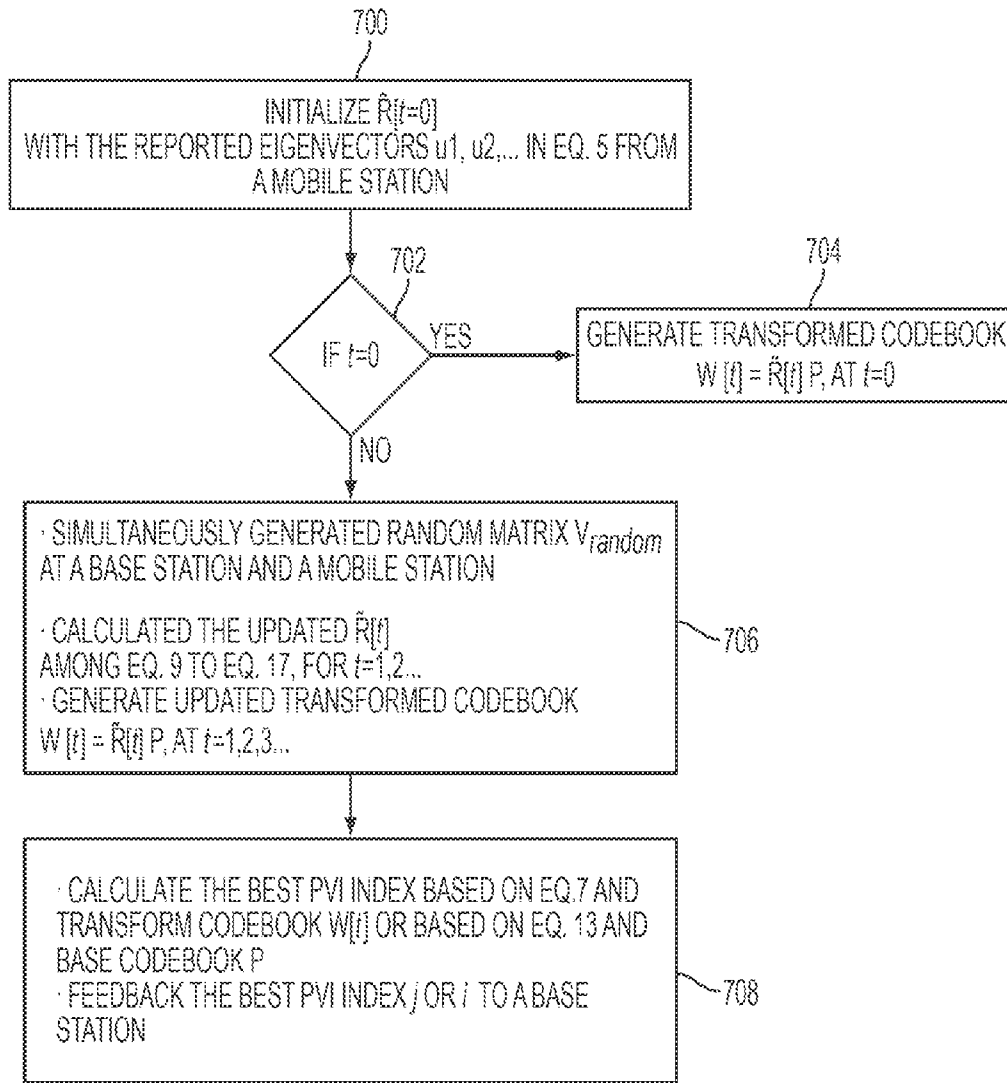 700
INITIALIZE R̃[t=0]
WITH THE REPORTED EIGENVECTORS u1, u2,... IN EQ. 5 FROM
A MOBILE STATION
702
704
IF t=0
YES
GENERATE TRANSFORMED CODEBOOK
W [t] = R̃[t] P, AT t=0
NO
· SIMULTANEOUSLY GENERATED RANDOM MATRIX Vrandom
AT A BASE STATION AND A MOBILE STATION
· CALCULATED THE UPDATED R̃[t]
AMONG EQ. 9 TO EQ. 17, FOR t=1,2...
· GENERATE UPDATED TRANSFORMED CODEBOOK
W [t] = R̃[t] P, AT t=1,2,3...
706
· CALCULATE THE BEST PVI INDEX BASED ON EQ.7 AND
TRANSFORM CODEBOOK W[t] OR BASED ON EQ. 13 AND
BASE CODEBOOK P
· FEEDBACK THE BEST PVI INDEX j OR i TO A BASE
STATION
708